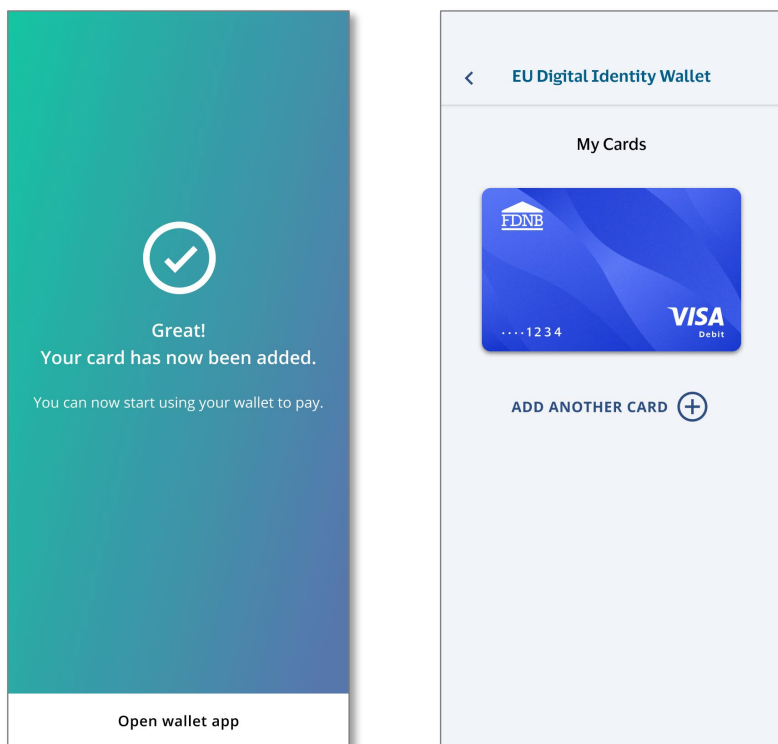 Great!
Your card has now been added.
You can now start using your wallet to pay.
Open wallet app
EU Digital Identity Wallet
My Cards
FDNB
....1234
VISA
Debit
ADD ANOTHER CARD